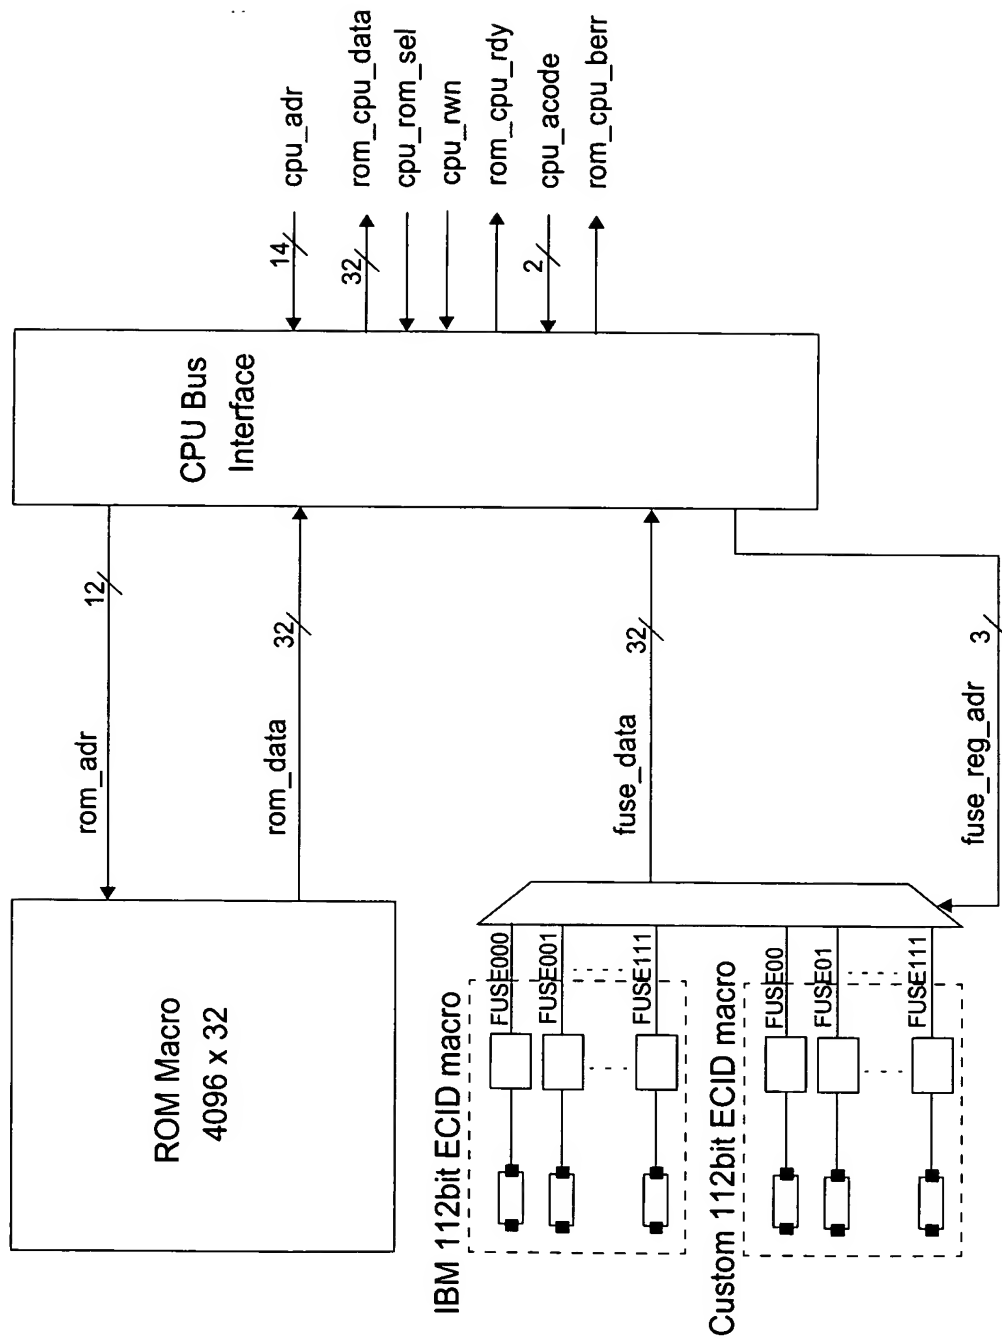 ROM Macro
4096 x 32
rom_adr
12
rom_data
32
CPU Bus
Interface
14
cpu_adr
32
rom_cpu_data
cpu_rom_sel
cpu_rwn
rom_cpu_rdy
2
cpu_acode
rom_cpu_berr
fuse_data
32
fuse_reg_adr
3
IBM 112bit ECID macro
FUSE000
FUSE001
FUSE111
Custom 112bit ECID macro
FUSE00
FUSE01
FUSE111